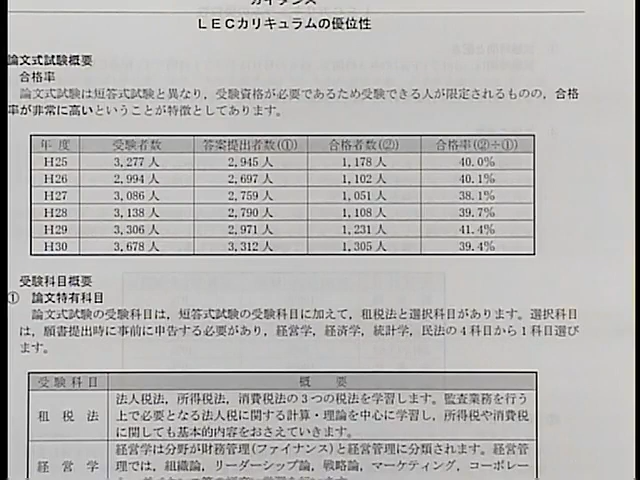 ガイダンス
LECカリキュラムの優位性
論文式試験概要
合格率
論文式試験は短答式試験と異なり，受験資格が必要であるため受験できる人が限定されるものの，合格
率が非常に高いということが特徴としてあります。
年度 受験者数 答案提出者数(①) 合格者数(②) 合格率(②÷①)
H25 3,277人 2,945人 1,178人 40.0%
H26 2,994人 2,697人 1,102人 40.1%
H27 3,086人 2,759人 1,051人 38.1%
H28 3,138人 2,790人 1,108人 39.7%
H29 3,306人 2,971人 1,231人 41.4%
H30 3,678人 3,312人 1,305人 39.4%
受験科目概要
① 論文特有科目
論文式試験の受験科目は，短答式試験の受験科目に加えて，租税法と選択科目があります。選択科目
は，願書提出時に事前に申告する必要があり，経営学，経済学，統計学，民法の4科目から1科目選び
ます。
受験科目 概要
法人税法，所得税法，消費税法の3つの税法を学習します。監査業務を行う
租税法 上で必要となる法人税に関する計算・理論を中心に学習し，所得税や消費税
に関しても基本的内容をおさえていきます。
経営学は分野が財務管理(ファイナンス)と経営管理に分類されます。経営管
経営学 理では，組織論，リーダーシップ論，戦略論，マーケティング，コーポレー